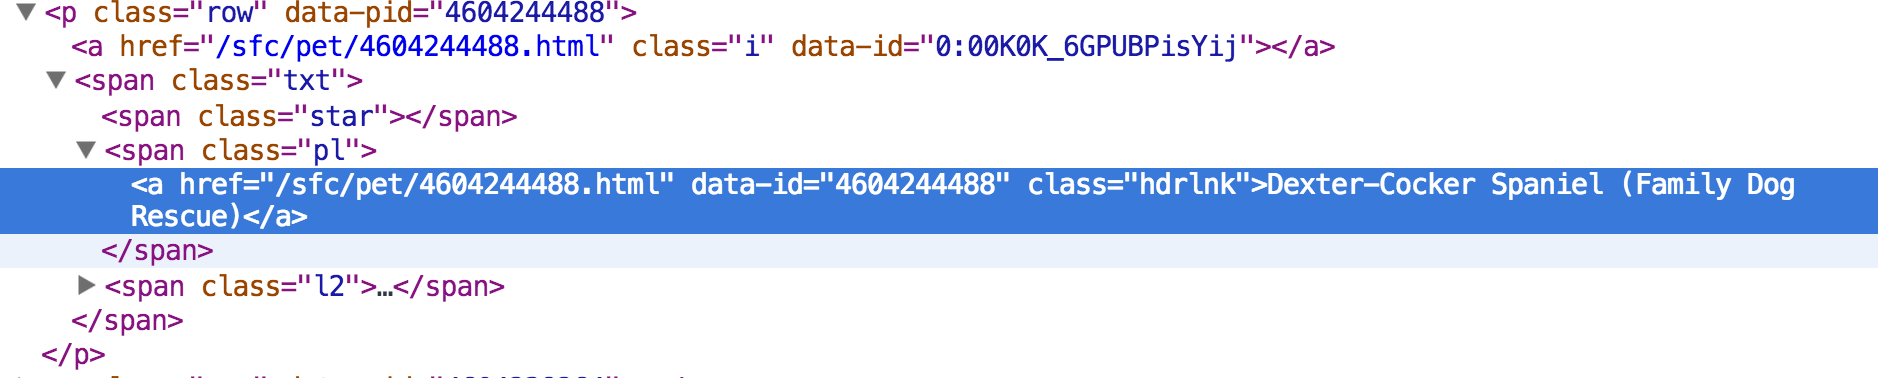 <p class="row" data-pid="4604244488">
<a href="/sfc/pet/4604244488.html" class="i" data-id="0:00K0K_6GPUBPisYij"></a>
<span class="txt">
<span class="star"></span>
<span class="pl">
<a href="/sfc/pet/4604244488.html" data-id="4604244488" class="hdrlnk">Dexter-Cocker Spaniel (Family Dog
Rescue)</a>
</span>
<span class="l2">…</span>
</span>
</p>